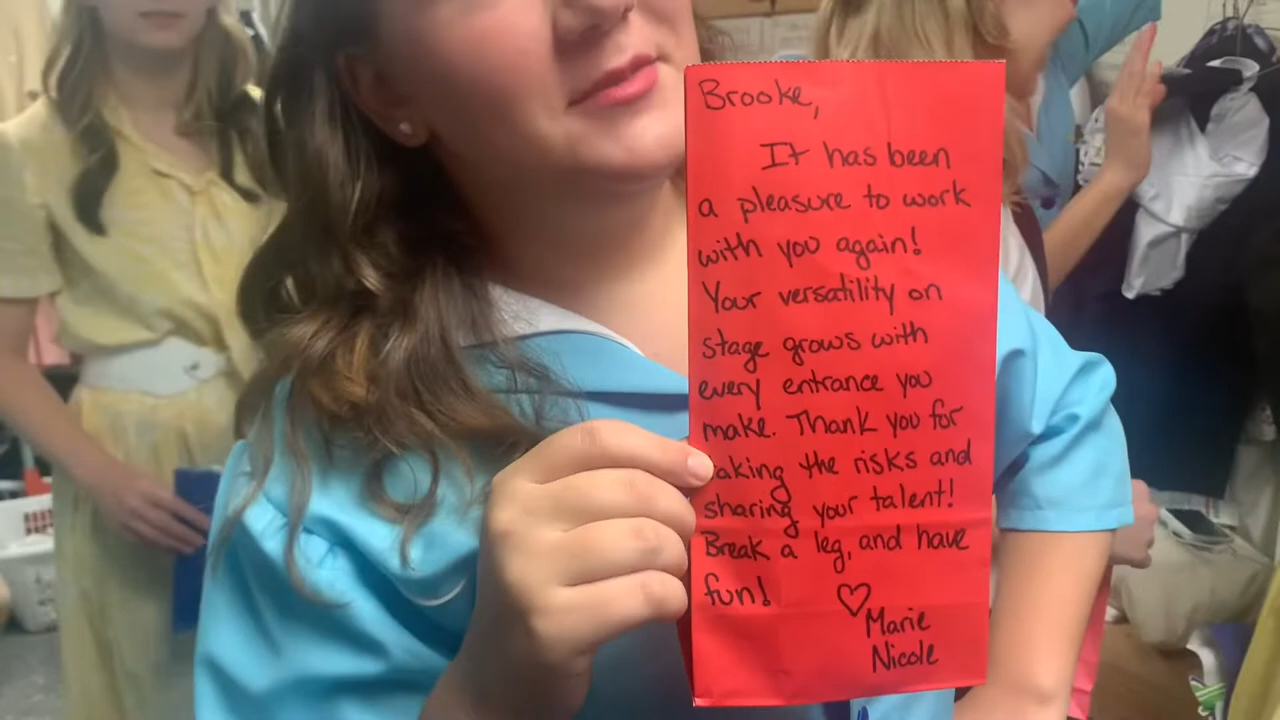 Brooke,
It has been
a pleasure to work
with you again!
Your versatility on
stage grows with
every entrance you
make. Thank you for
taking the risks and
sharing your talent!
Break a leg, and have
fun!
♡ Marie
Nicole